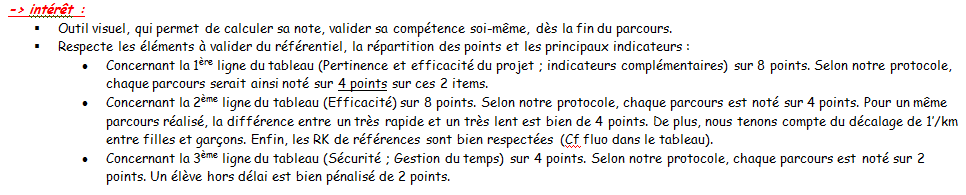 -> intérêt :
▪ Outil visuel, qui permet de calculer sa note, valider sa compétence soi-même, dès la fin du parcours.
▪ Respecte les éléments à valider du référentiel, la répartition des points et les principaux indicateurs :
• Concernant la 1ère ligne du tableau (Pertinence et efficacité du projet ; indicateurs complémentaires) sur 8 points. Selon notre protocole,
chaque parcours serait ainsi noté sur 4 points sur ces 2 items.
• Concernant la 2ème ligne du tableau (Efficacité) sur 8 points. Selon notre protocole, chaque parcours est noté sur 4 points. Pour un même
parcours réalisé, la différence entre un très rapide et un très lent est bien de 4 points. De plus, nous tenons compte du décalage de 1'/km
entre filles et garçons. Enfin, les RK de références sont bien respectées (Cf fluo dans le tableau).
• Concernant la 3ème ligne du tableau (Sécurité ; Gestion du temps) sur 4 points. Selon notre protocole, chaque parcours est noté sur 2
points. Un élève hors délai est bien pénalisé de 2 points.